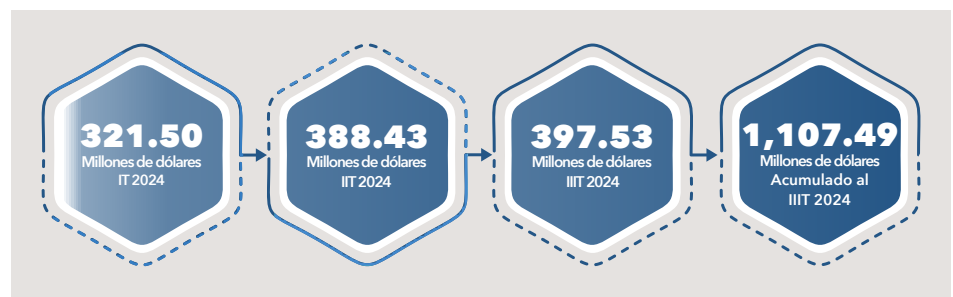 321.50
Millones de dólares
IT 2024
388.43
Millones de dólares
IIT 2024
397.53
Millones de dólares
IIIT 2024
1,107.49
Millones de dólares
Acumulado al
IIIT 2024